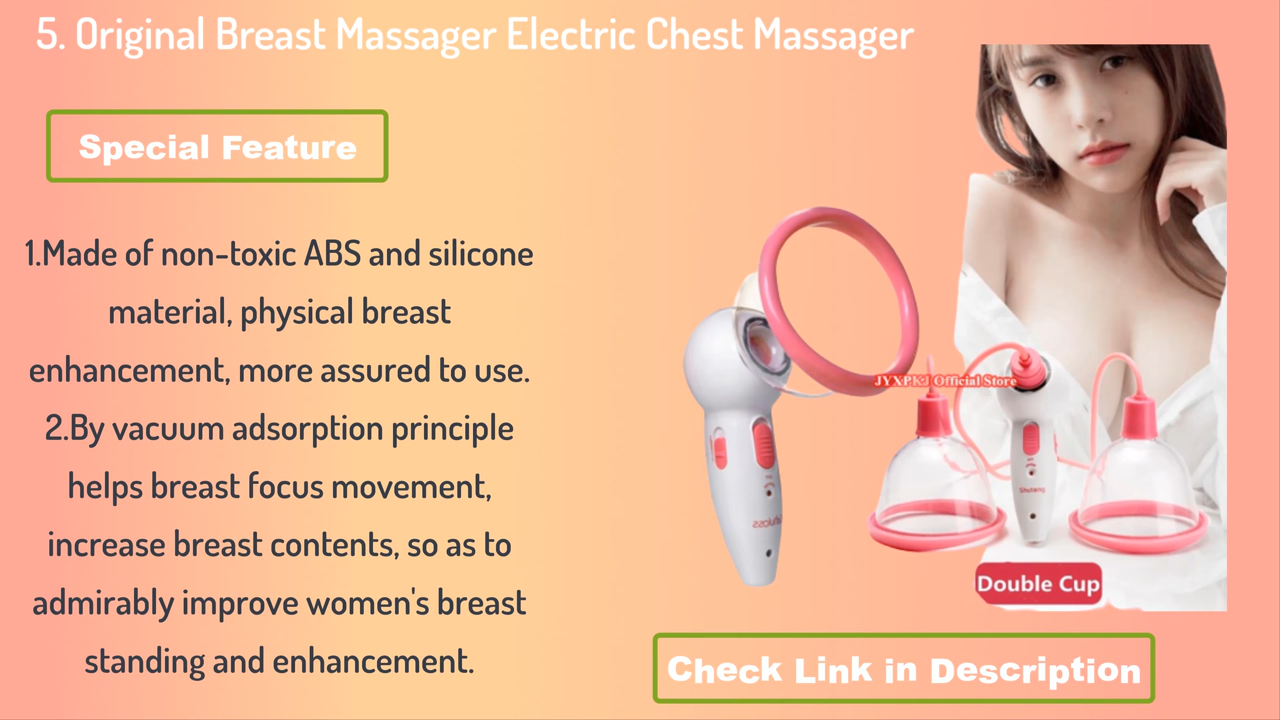 5. Original Breast Massager Electric Chest Massager
Special Feature
1.Made of non-toxic ABS and silicone
material, physical breast
enhancement, more assured to use.
2.By vacuum adsorption principle
helps breast focus movement,
increase breast contents, so as to
admirably improve women's breast
standing and enhancement.
JYXPKJ Official Store
Double Cup
Check Link in Description